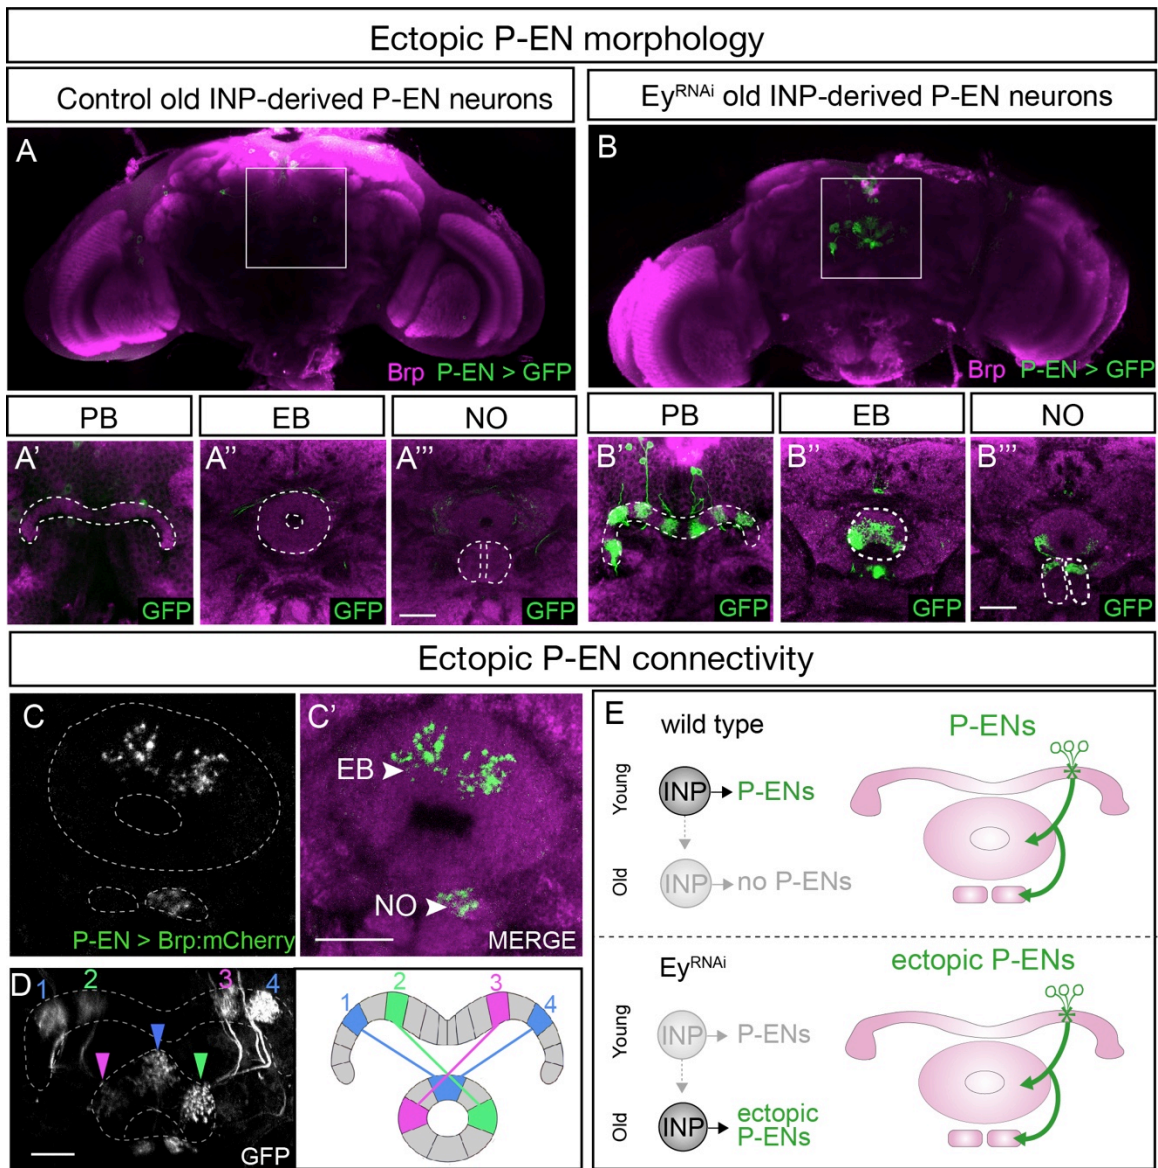 Ectopic P-EN morphology
Control old INP-derived P-EN neurons
Ey^RNAi old INP-derived P-EN neurons
A
Brp P-EN > GFP
B
Brp P-EN > GFP
PB
EB
NO
PB
EB
NO
A'
GFP
A''
GFP
A'''
GFP
B'
GFP
B''
GFP
B'''
GFP
Ectopic P-EN connectivity
C
P-EN > Brp:mCherry
C'
EB
NO
MERGE
D
1
2
3
4
GFP
1
2
3
4
E
wild type
P-ENs
Young
INP
P-ENs
Old
INP
no P-ENs
Ey^RNAi
ectopic P-ENs
Young
INP
P-ENs
Old
INP
ectopic
P-ENs